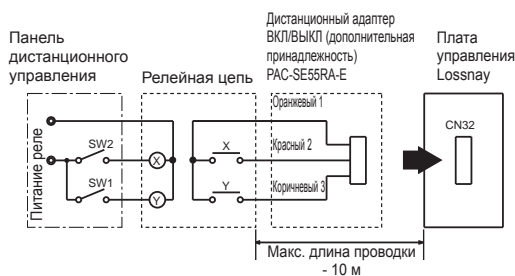 Панель
дистанционного
управления
Релейная цепь
Дистанционный адаптер
ВКЛ/ВЫКЛ (дополнительная
принадлежность)
PAC-SE55RA-E
Плата
управления
Lossnay
Питание реле
SW2
SW1
X
Y
X
Y
Оранжевый 1
Красный 2
Коричневый 3
CN32
Макс. длина проводки
- 10 м